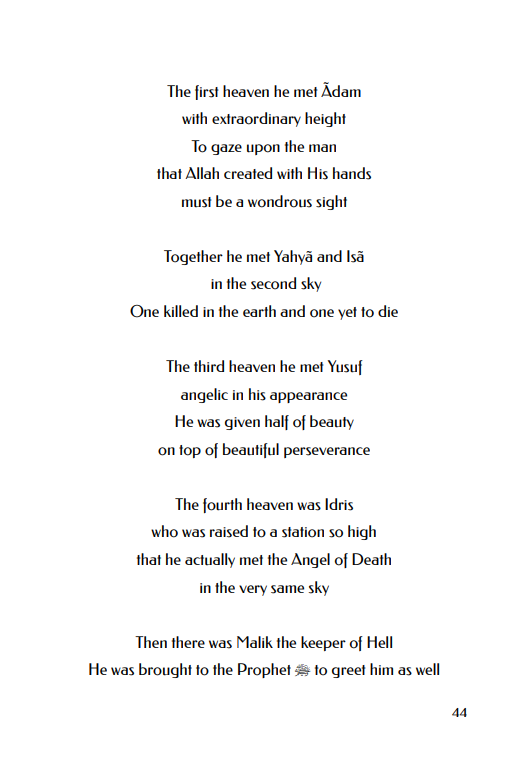 The first heaven he met Ãdam
with extraordinary height
To gaze upon the man
that Allah created with His hands
must be a wondrous sight
Together he met Yahyã and Isã
in the second sky
One killed in the earth and one yet to die
The third heaven he met Yusuf
angelic in his appearance
He was given half of beauty
on top of beautiful perseverance
The fourth heaven was Idris
who was raised to a station so high
that he actually met the Angel of Death
in the very same sky
Then there was Malik the keeper of Hell
He was brought to the Prophet ﷺ to greet him as well
44